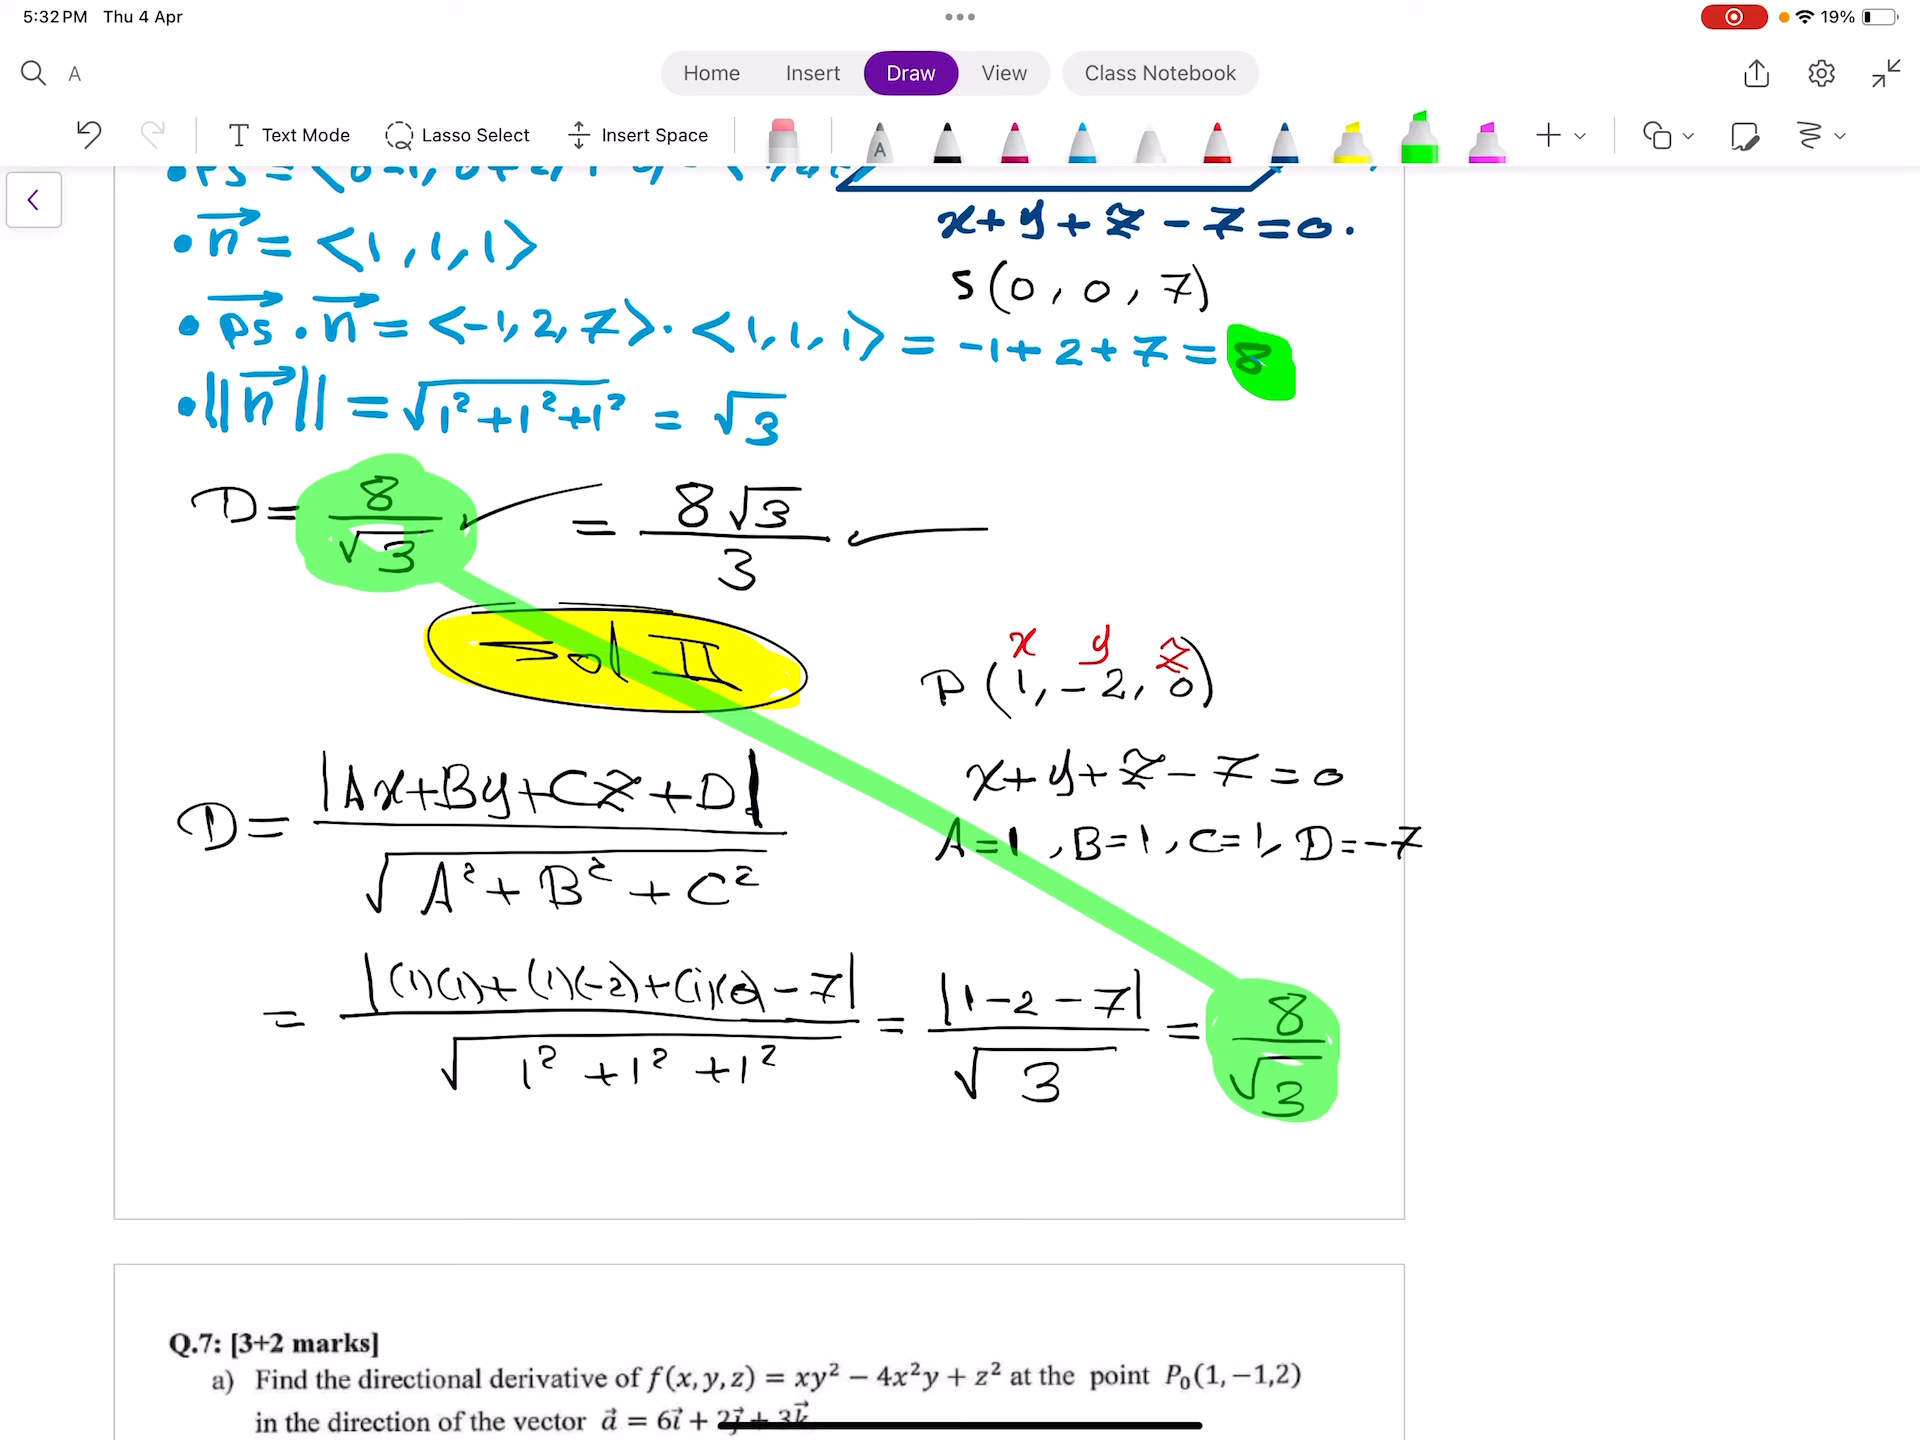 5:32 PM Thu 4 Apr 19%
A Home Insert Draw View Class Notebook
Text Mode Lasso Select Insert Space A
x+y+z-7=0.
• n⃗ = <1,1,1>
S(0,0,7)
• PS⃗ . n⃗ = <-1,2,7> . <1,1,1> = -1+2+7 = 8
• ||n⃗|| = √(1²+1²+1²) = √3
D = 8/√3 = 8√3/3
Sol II
x y z
P(1,-2,0)
x+y+z-7=0
D = |Ax+By+Cz+D| / √(A²+B²+C²)
A=1, B=1, C=1, D=-7
= |(1)(1)+(1)(-2)+(1)(0)-7| / √(1²+1²+1²) = |1-2-7| / √3 = 8/√3
Q.7: [3+2 marks]
a) Find the directional derivative of f(x,y,z) = xy² − 4x²y + z² at the point P₀(1,−1,2)
in the direction of the vector a⃗ = 6i⃗ + 2j⃗ + 3k⃗